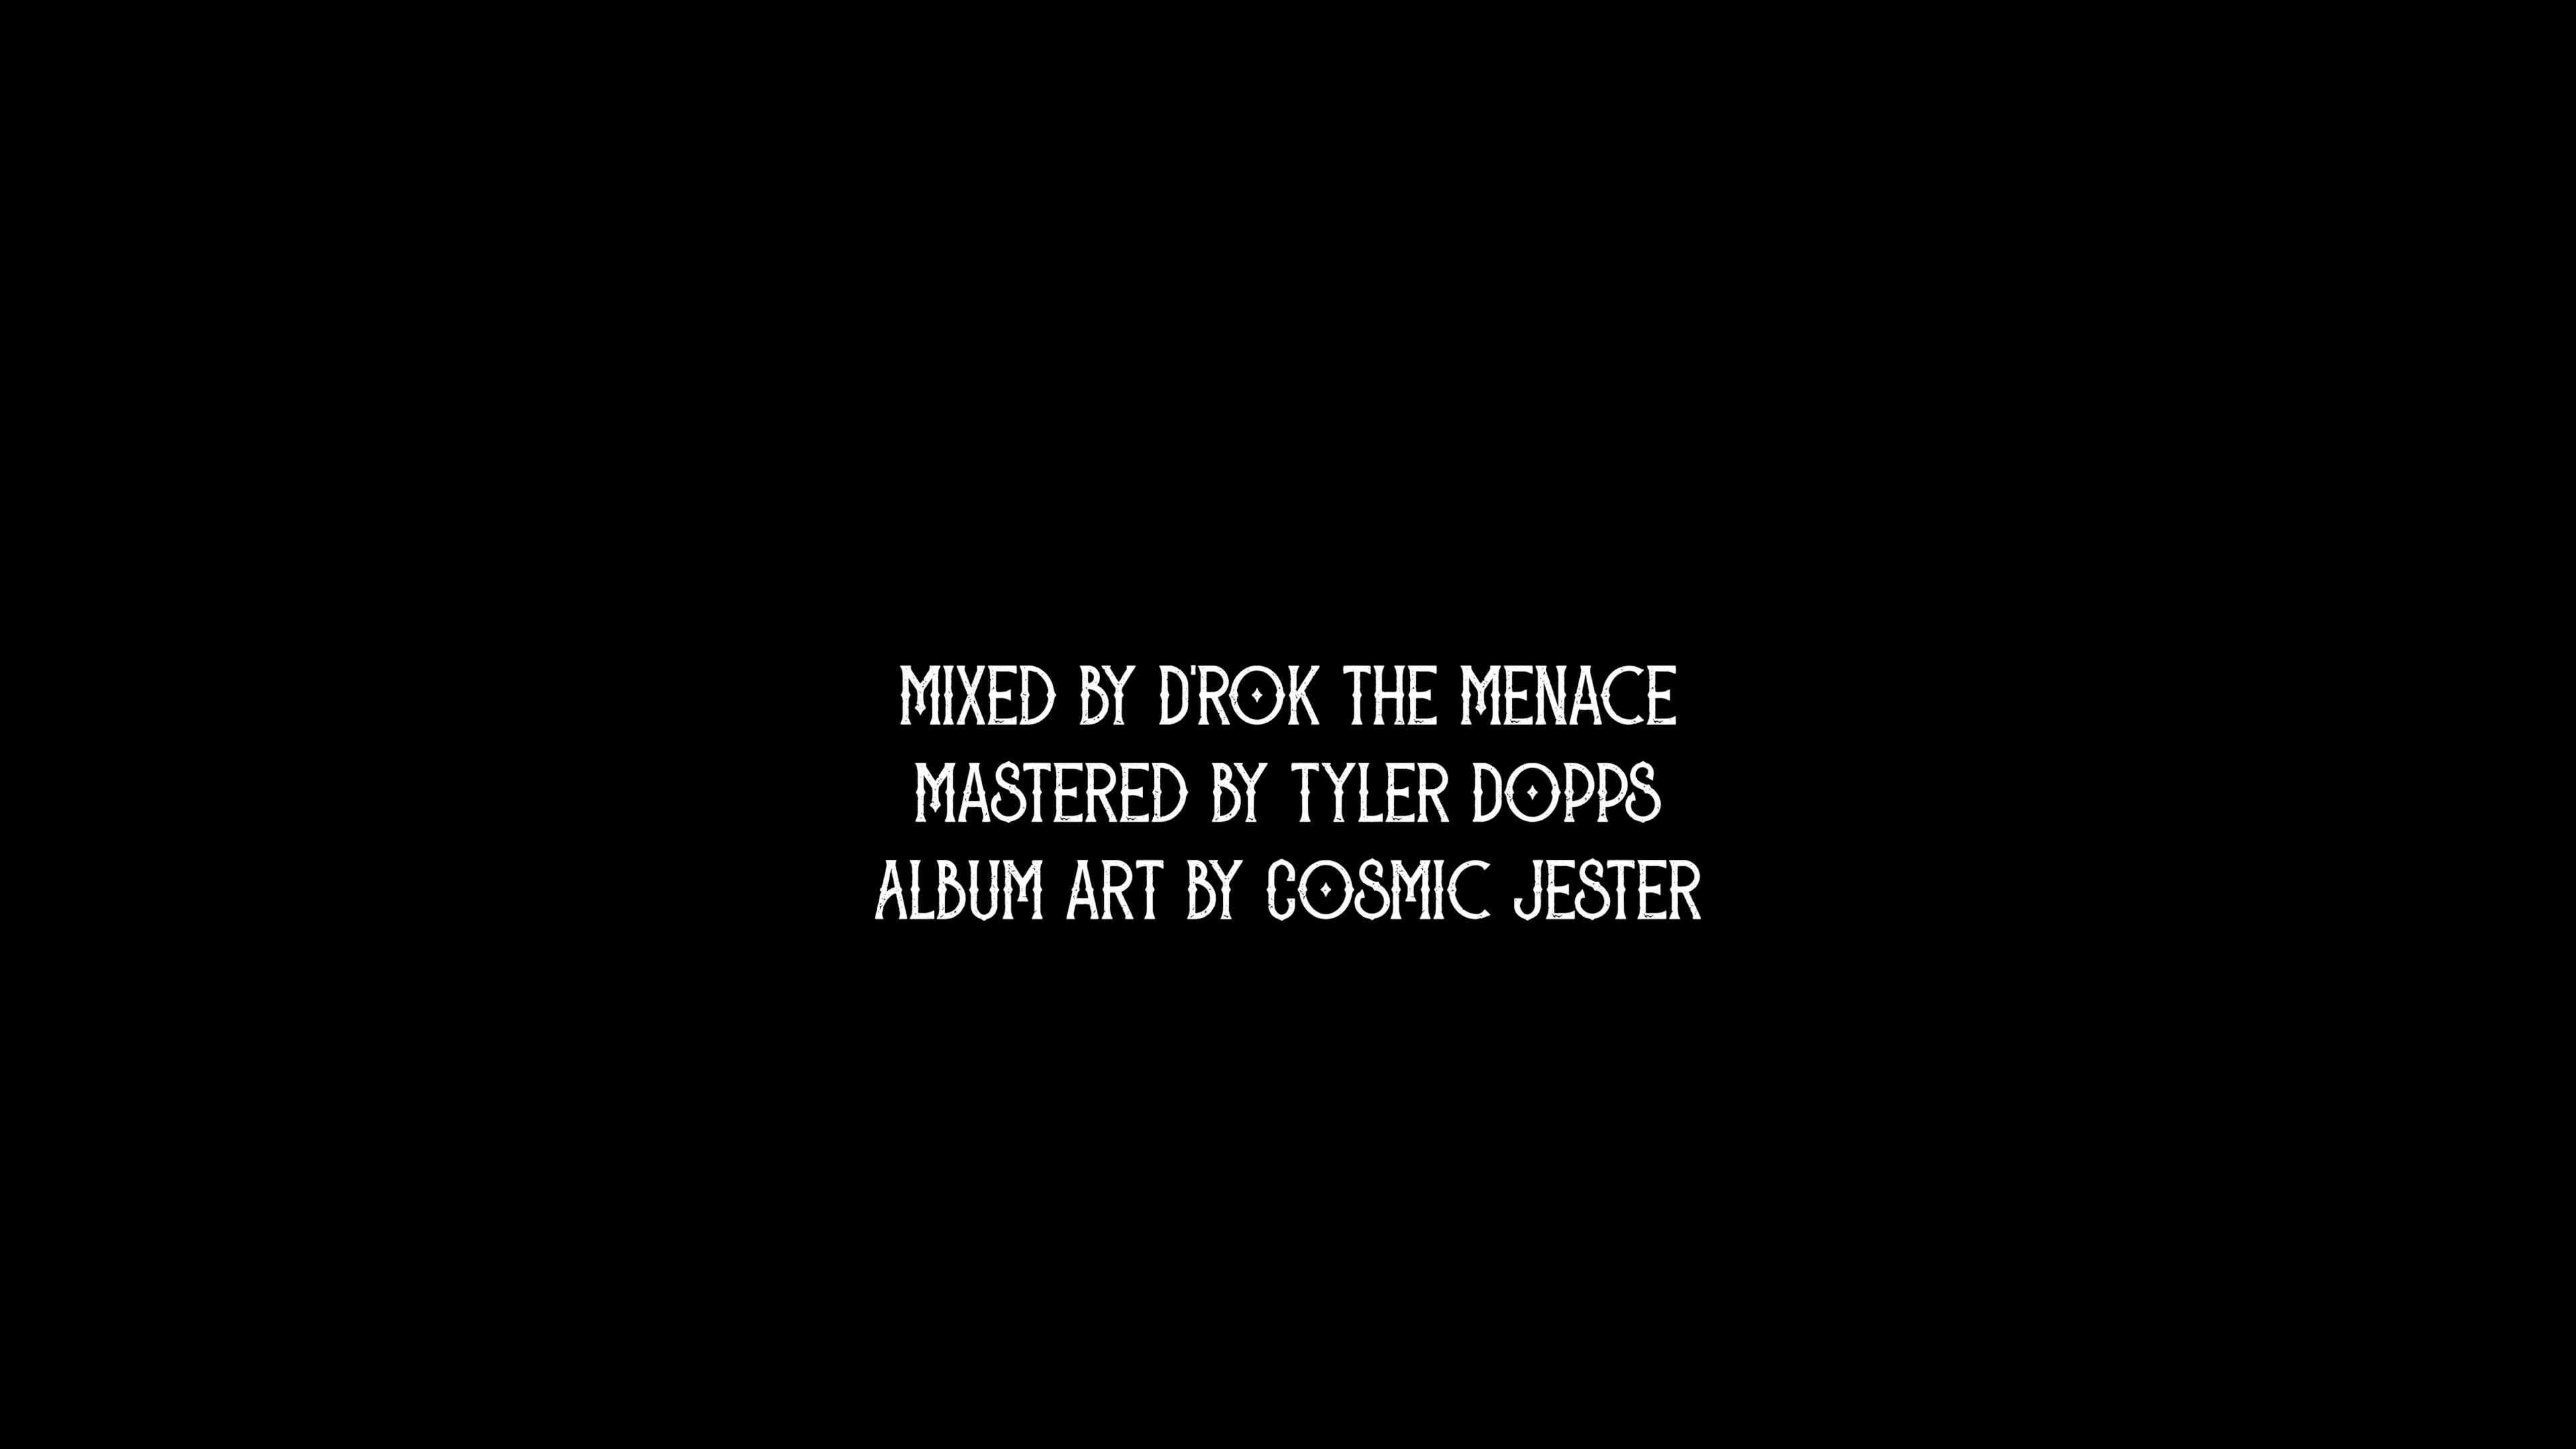 MIXED BY D'ROK THE MENACE
MASTERED BY TYLER DOPPS
ALBUM ART BY COSMIC JESTER